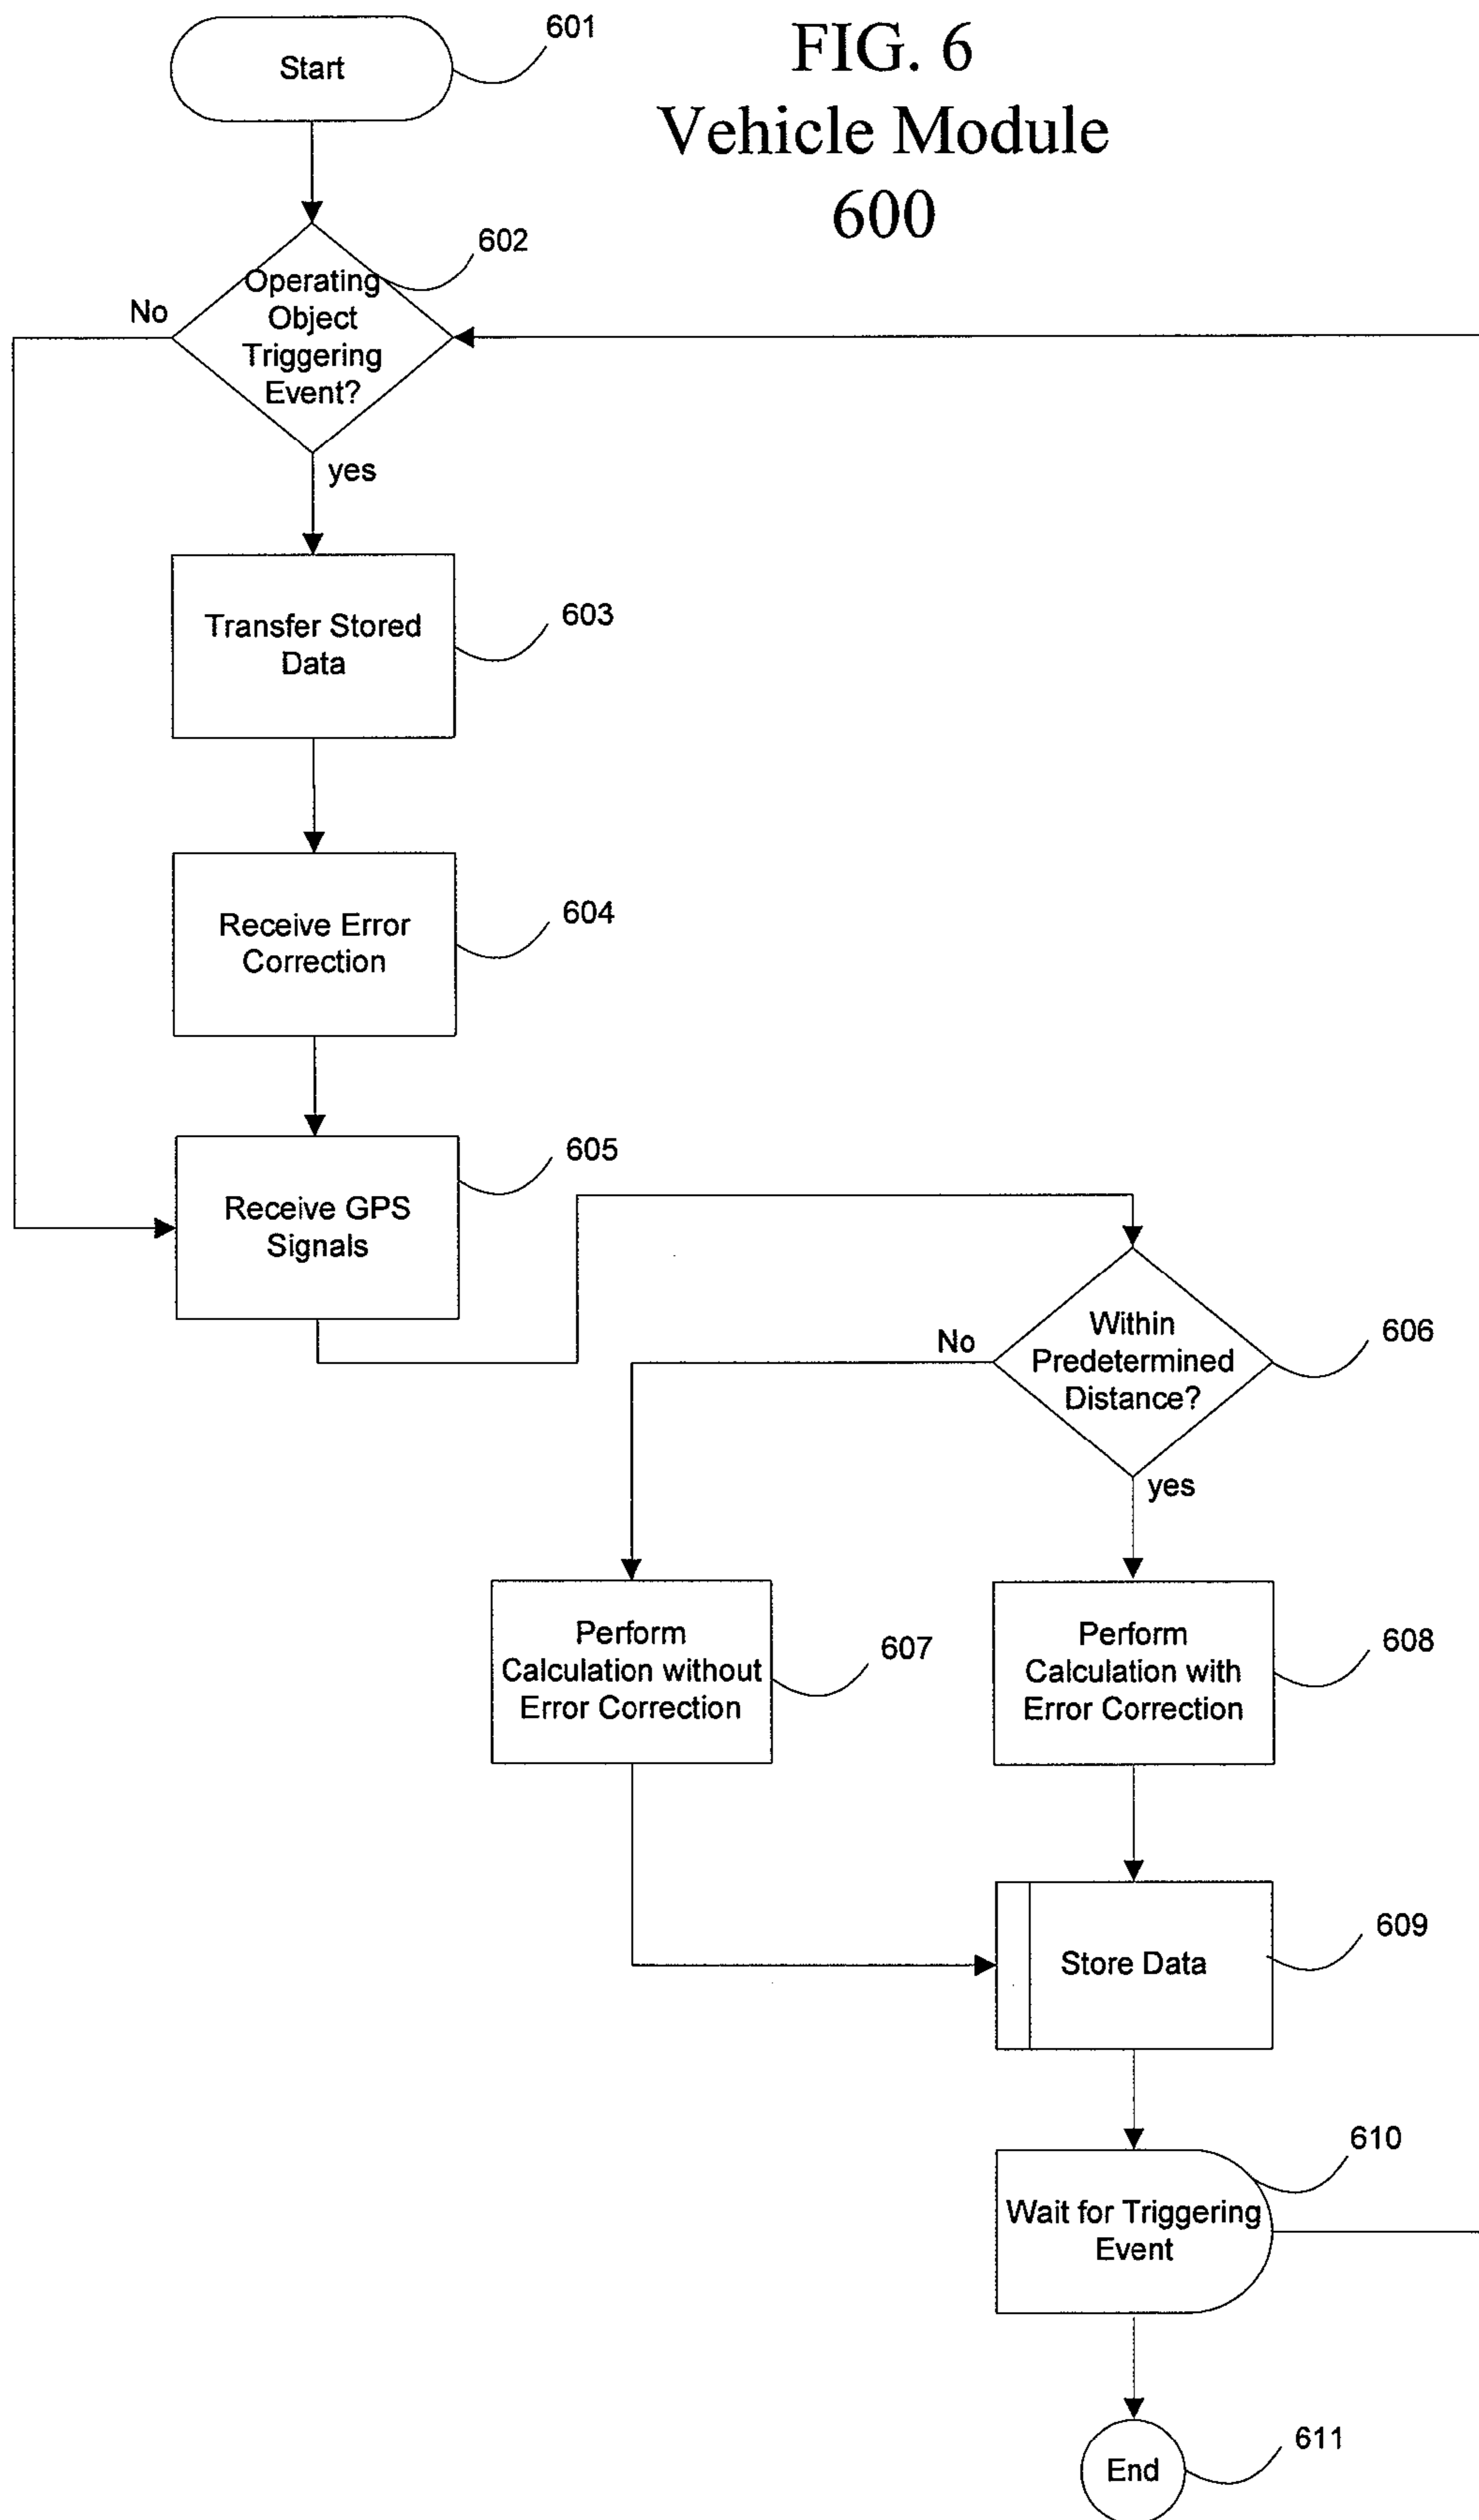 FIG. 6
Vehicle Module
600
Start
601
Operating
Object
Triggering
Event?
602
No
yes
Transfer Stored
Data
603
Receive Error
Correction
604
Receive GPS
Signals
605
Within
Predetermined
Distance?
606
No
yes
Perform
Calculation without
Error Correction
607
Perform
Calculation with
Error Correction
608
Store Data
609
Wait for Triggering
Event
610
End
611